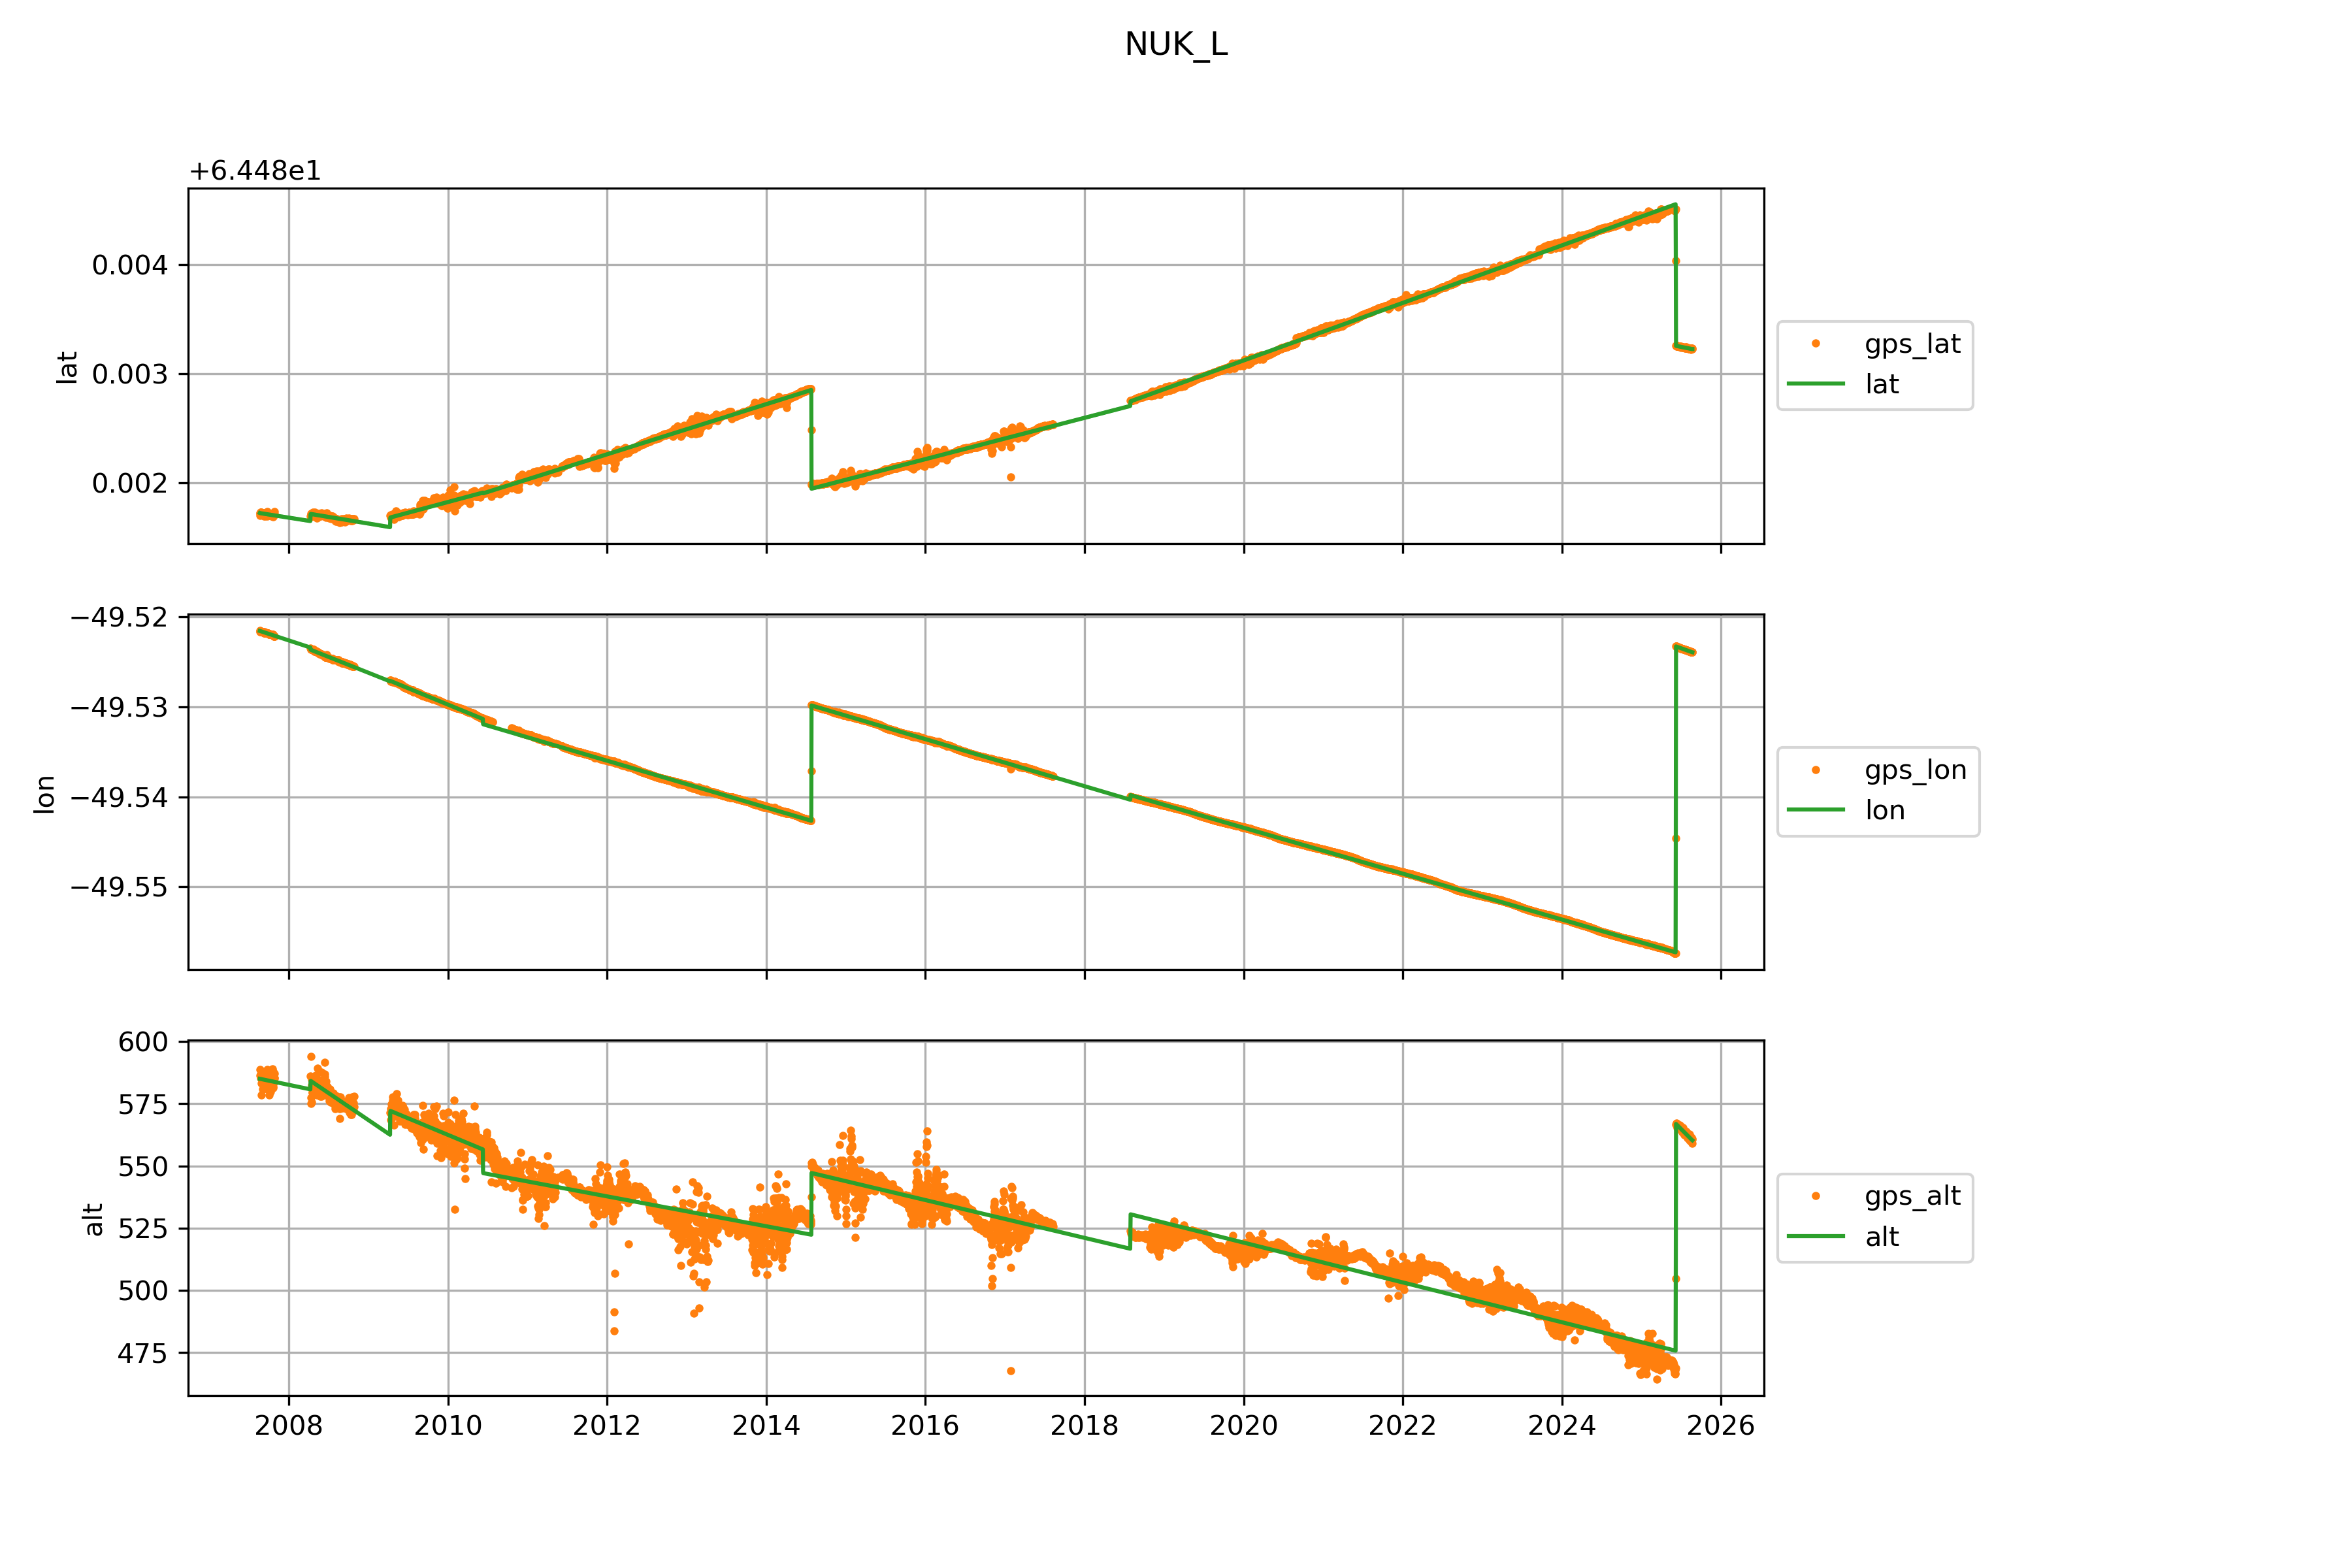 NUK_L
+6.448e1
0.004
0.003
0.002
lat
gps_lat
lat
−49.52
−49.53
−49.54
−49.55
lon
gps_lon
lon
600
575
550
525
500
475
alt
gps_alt
alt
2008 2010 2012 2014 2016 2018 2020 2022 2024 2026